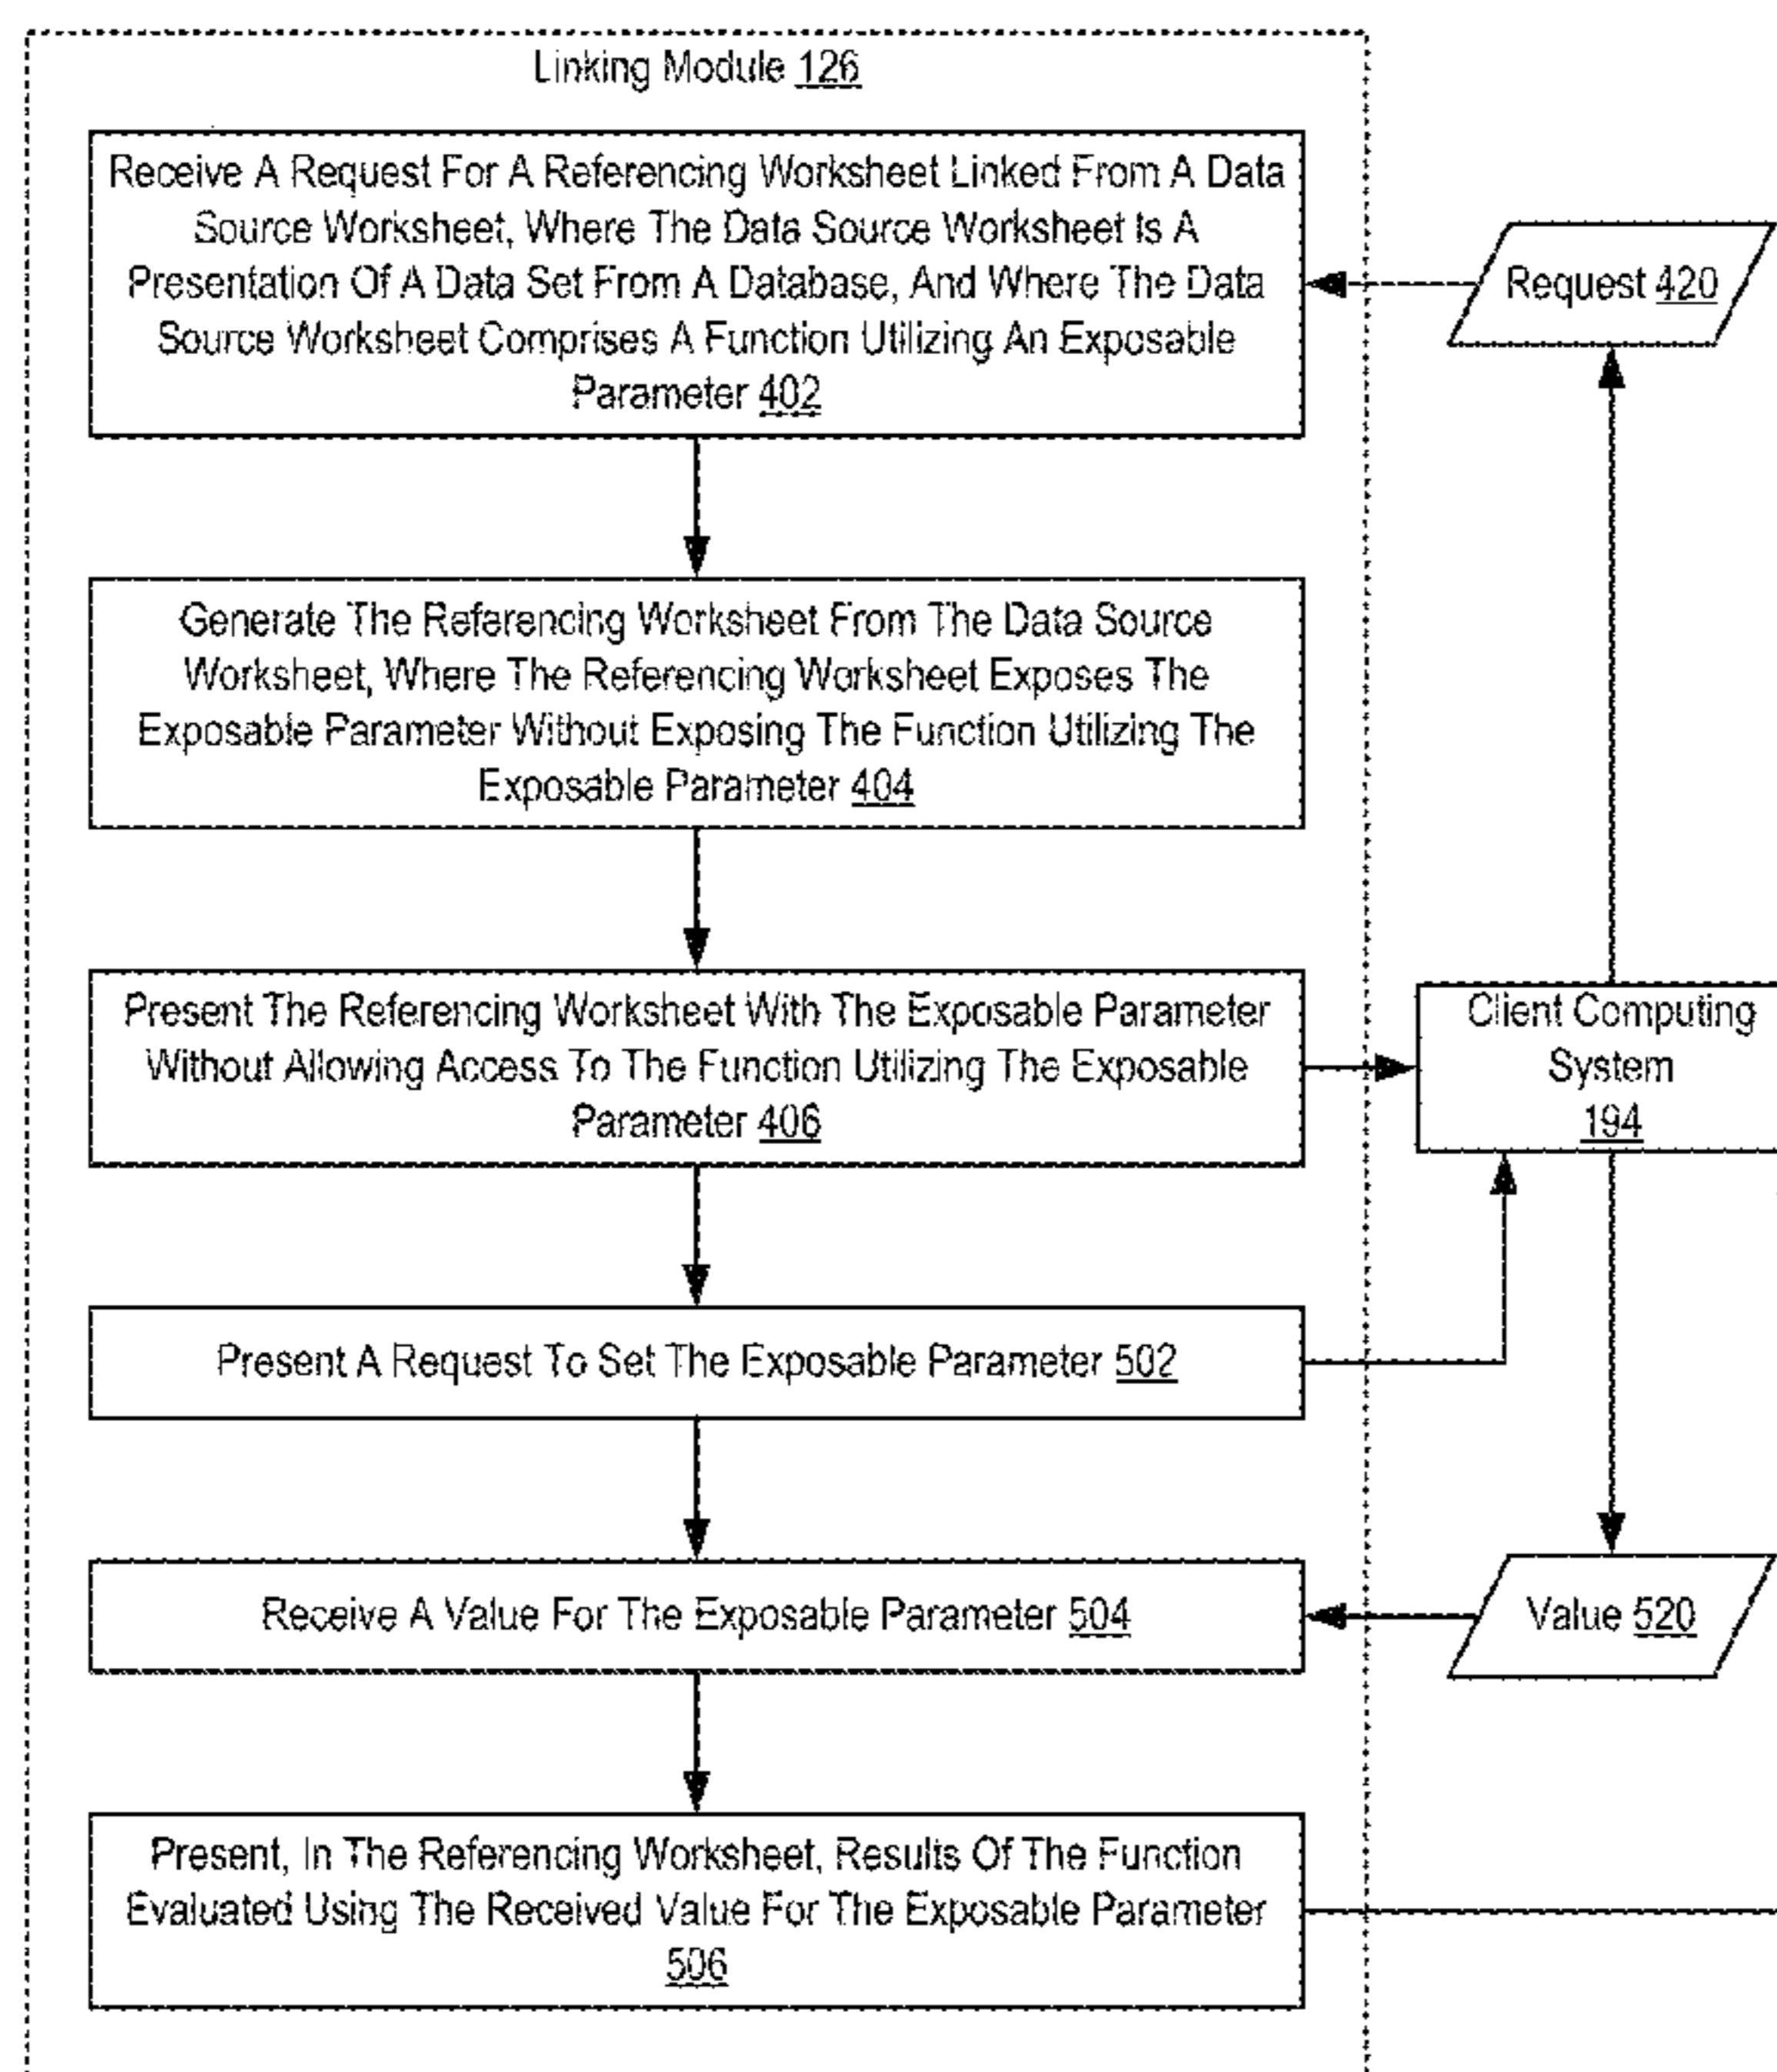 Linking Module 126
Receive A Request For A Referencing Worksheet Linked From A Data
Source Worksheet, Where The Data Source Worksheet Is A
Presentation Of A Data Set From A Database, And Where The Data
Source Worksheet Comprises A Function Utilizing An Exposable
Parameter 402
Request 420
Generate The Referencing Worksheet From The Data Source
Worksheet, Where The Referencing Worksheet Exposes The
Exposable Parameter Without Exposing The Function Utilizing The
Exposable Parameter 404
Present The Referencing Worksheet With The Exposable Parameter
Without Allowing Access To The Function Utilizing The Exposable
Parameter 406
Client Computing
System
194
Present A Request To Set The Exposable Parameter 502
Receive A Value For The Exposable Parameter 504
Value 520
Present, In The Referencing Worksheet, Results Of The Function
Evaluated Using The Received Value For The Exposable Parameter
506